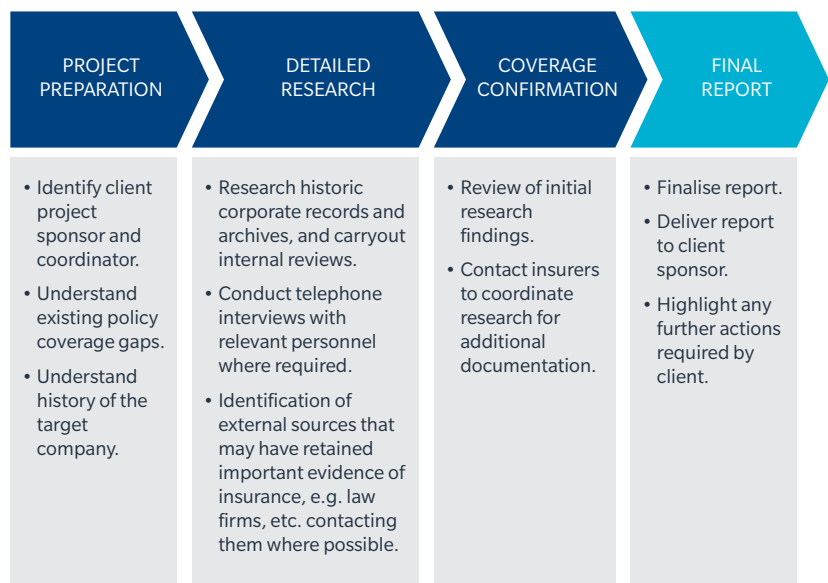 PROJECT
PREPARATION
DETAILED
RESEARCH
COVERAGE
CONFIRMATION
FINAL
REPORT
• Identify client
project
sponsor and
coordinator.
• Understand
existing policy
coverage gaps.
• Understand
history of the
target
company.
• Research historic
corporate records and
archives, and carryout
internal reviews.
• Conduct telephone
interviews with
relevant personnel
where required.
• Identification of
external sources that
may have retained
important evidence of
insurance, e.g. law
firms, etc. contacting
them where possible.
• Review of initial
research
findings.
• Contact insurers
to coordinate
research for
additional
documentation.
• Finalise report.
• Deliver report
to client
sponsor.
• Highlight any
further actions
required by
client.